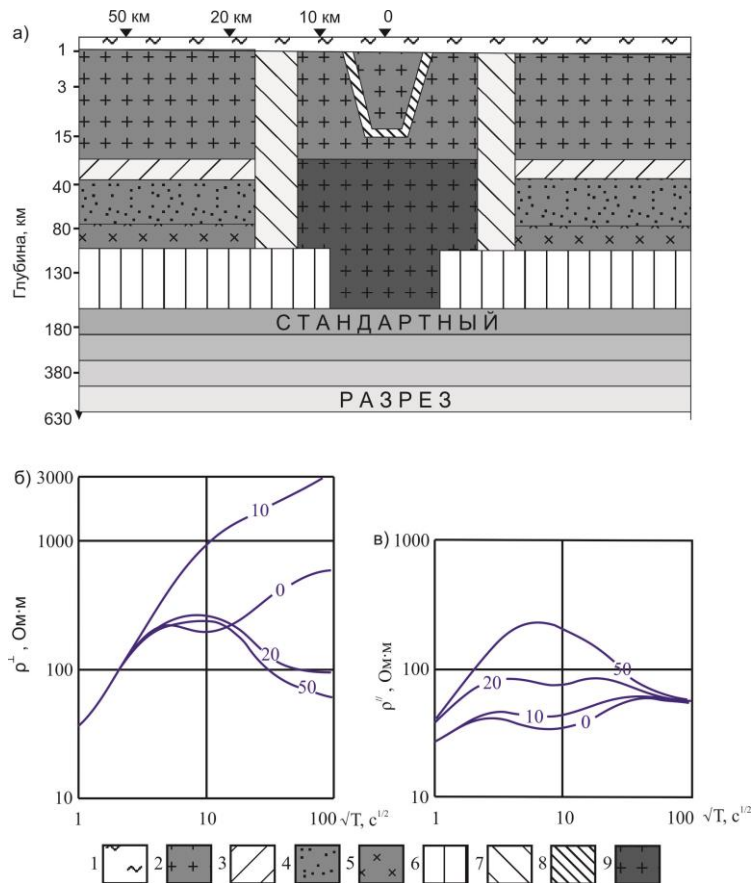 50 км 20 км 10 км 0
а)
1
3
15
40
80
130
180
380
630
Глубина, км
СТАНДАРТНЫЙ
РАЗРЕЗ
б)
3000
1000
100
10
ρ⊥, Ом·м
10
0
20
50
1 10 100 √T, c^1/2
в)
1000
100
10
ρ//, Ом·м
50
20
10
0
1 10 100 √T, c^1/2
1 2 3 4 5 6 7 8 9